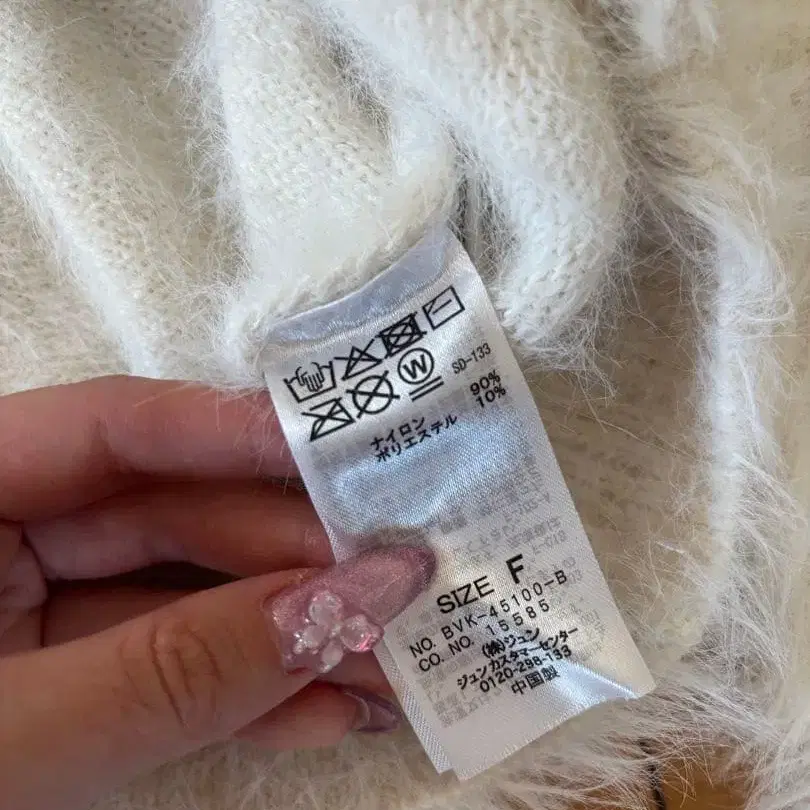 W
SD-133
ナイロン 90%
ポリエステル 10%
SIZE F
NO. BVK-45100-B
CO. NO. 15585
(株)ジュン
ジュン カスタマーセンター
0120-298-133
中国製